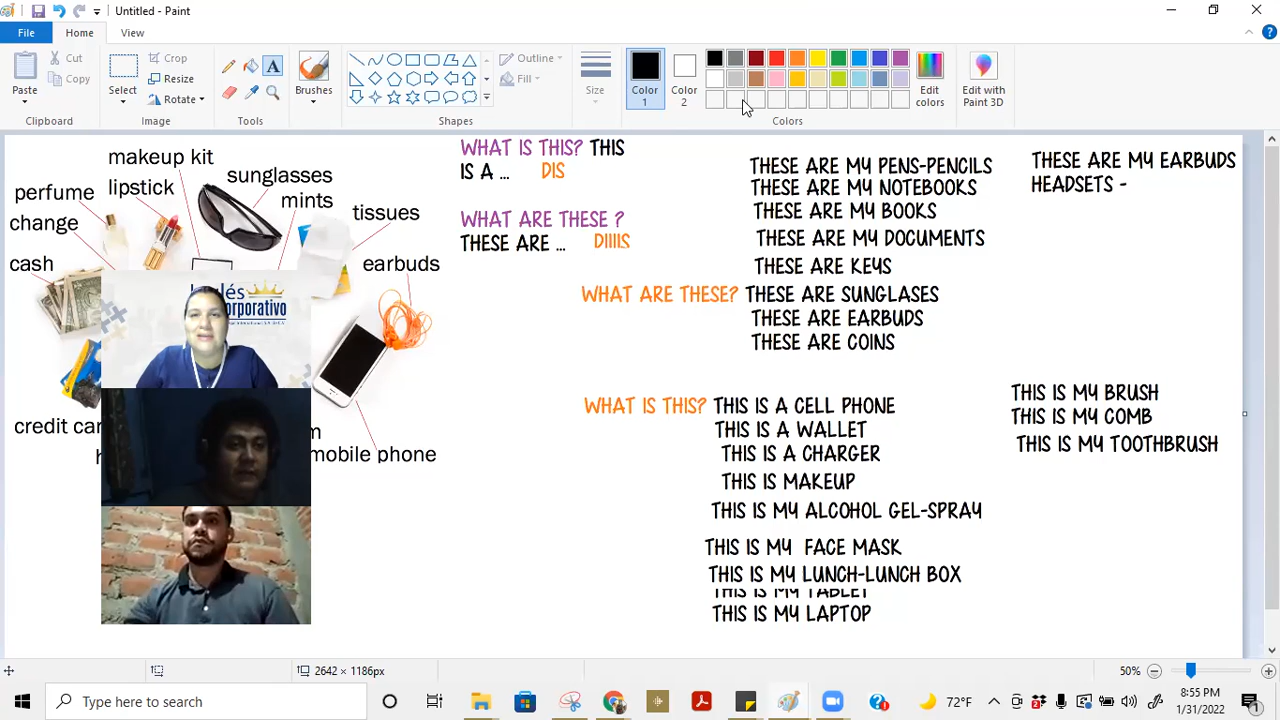 Untitled - Paint
File
Home
View
Paste
Cut
Copy
Clipboard
Select
Crop
Resize
Rotate
Image
Tools
Brushes
Shapes
Outline
Fill
Size
Color
1
Color
2
Colors
Edit
colors
Edit with
Paint 3D
makeup kit
lipstick
perfume
sunglasses
mints
change
tissues
cash
earbuds
mobile phone
WHAT IS THIS? THIS
IS A ... DIS
WHAT ARE THESE ?
THESE ARE ... DIIIIS
THESE ARE MY PENS-PENCILS
THESE ARE MY NOTEBOOKS
THESE ARE MY BOOKS
THESE ARE MY DOCUMENTS
THESE ARE KEYS
WHAT ARE THESE? THESE ARE SUNGLASES
THESE ARE EARBUDS
THESE ARE COINS
WHAT IS THIS? THIS IS A CELL PHONE
THIS IS A WALLET
THIS IS A CHARGER
THIS IS MAKEUP
THIS IS MY ALCOHOL GEL-SPRAY
THIS IS MY FACE MASK
THIS IS MY LUNCH-LUNCH BOX
THIS IS MY TABLET
THIS IS MY LAPTOP
THESE ARE MY EARBUDS
HEADSETS -
THIS IS MY BRUSH
THIS IS MY COMB
THIS IS MY TOOTHBRUSH
2642 × 1186px
50%
Type here to search
72°F
8:55 PM
1/31/2022